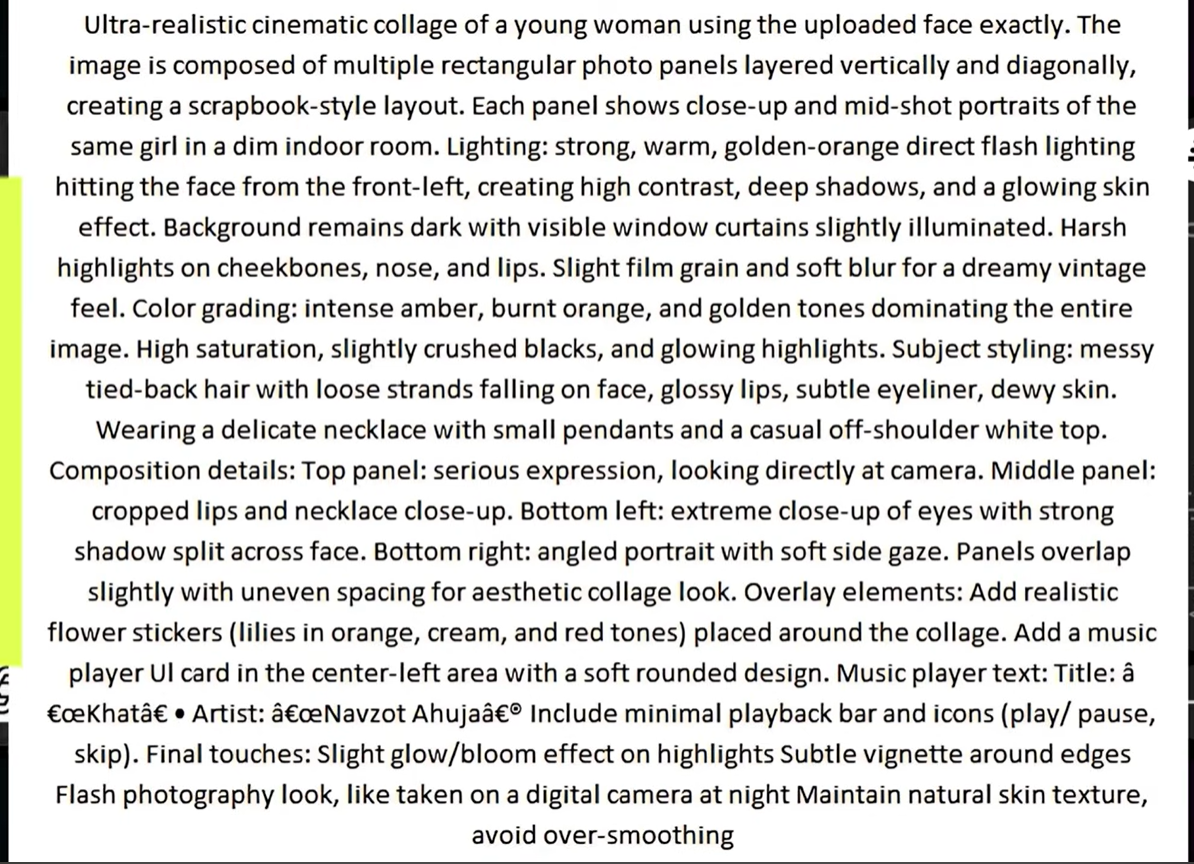 Ultra-realistic cinematic collage of a young woman using the uploaded face exactly. The
image is composed of multiple rectangular photo panels layered vertically and diagonally,
creating a scrapbook-style layout. Each panel shows close-up and mid-shot portraits of the
same girl in a dim indoor room. Lighting: strong, warm, golden-orange direct flash lighting
hitting the face from the front-left, creating high contrast, deep shadows, and a glowing skin
effect. Background remains dark with visible window curtains slightly illuminated. Harsh
highlights on cheekbones, nose, and lips. Slight film grain and soft blur for a dreamy vintage
feel. Color grading: intense amber, burnt orange, and golden tones dominating the entire
image. High saturation, slightly crushed blacks, and glowing highlights. Subject styling: messy
tied-back hair with loose strands falling on face, glossy lips, subtle eyeliner, dewy skin.
Wearing a delicate necklace with small pendants and a casual off-shoulder white top.
Composition details: Top panel: serious expression, looking directly at camera. Middle panel:
cropped lips and necklace close-up. Bottom left: extreme close-up of eyes with strong
shadow split across face. Bottom right: angled portrait with soft side gaze. Panels overlap
slightly with uneven spacing for aesthetic collage look. Overlay elements: Add realistic
flower stickers (lilies in orange, cream, and red tones) placed around the collage. Add a music
player Ul card in the center-left area with a soft rounded design. Music player text: Title: â
€œKhatâ€ • Artist: â€œNavzot Ahujaâ€® Include minimal playback bar and icons (play/ pause,
skip). Final touches: Slight glow/bloom effect on highlights Subtle vignette around edges
Flash photography look, like taken on a digital camera at night Maintain natural skin texture,
avoid over-smoothing